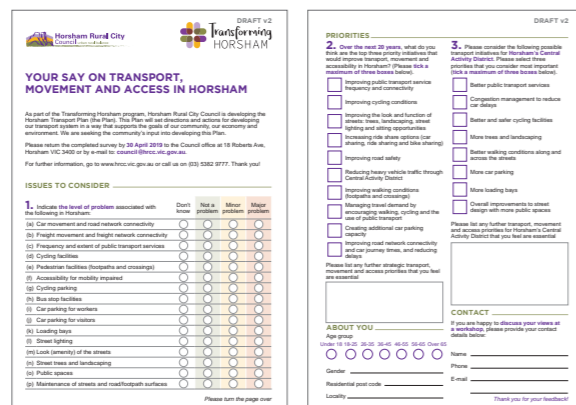 DRAFT v2
Horsham Rural City
Council
Transforming
HORSHAM
YOUR SAY ON TRANSPORT,
MOVEMENT AND ACCESS IN HORSHAM
As part of the Transforming Horsham program, Horsham Rural City Council is developing the
Horsham Transport Plan (the Plan). This Plan will set directions and actions for developing
our transport system in a way that supports the goals of our community, our economy and
environment. We are seeking the community's input into developing this Plan.
Please return the completed survey by 30 April 2019 to the Council office at 18 Roberts Ave,
Horsham VIC 3400 or by e-mail to: council@hrcc.vic.gov.au.
For further information, go to www.hrcc.vic.gov.au or call us on (03) 5382 9777. Thank you!
ISSUES TO CONSIDER
1. Indicate the level of problem associated with
the following in Horsham:
Don't know
Not a problem
Minor problem
Major problem
(a) Car movement and road network connectivity
(b) Freight movement and freight network connectivity
(c) Frequency and extent of public transport services
(d) Cycling facilities
(e) Pedestrian facilities (footpaths and crossings)
(f) Accessibility for mobility impaired
(g) Cycling parking
(h) Bus stop facilities
(i) Car parking for workers
(j) Car parking for visitors
(k) Loading bays
(l) Street lighting
(m) Look (amenity) of the streets
(n) Street trees and landscaping
(o) Public spaces
(p) Maintenance of streets and road/footpath surfaces
Please turn the page over
DRAFT v2
PRIORITIES
2. Over the next 20 years, what do you
think are the top three priority initiatives that
would improve transport, movement and
accessibility in Horsham? (Please tick a
maximum of three boxes below).
Improving public transport service
frequency and connectivity
Improving cycling conditions
Improving the look and function of
streets: trees, landscaping, street
lighting and sitting opportunities
Increasing ride share options (car
sharing, ride sharing and bike sharing)
Improving road safety
Reducing heavy vehicle traffic through
Central Activity District
Improving walking conditions
(footpaths and crossings)
Managing travel demand by
encouraging walking, cycling and the
use of public transport
Creating additional car parking
capacity
Improving road network connectivity
and car journey times, and reducing
delays
Please list any further strategic transport,
movement and access priorities that you feel
are essential
ABOUT YOU
Age group
Under 18 18-25 26-35 36-45 46-55 56-65 Over 65
Gender
Residential post code
Locality
3. Please consider the following possible
transport initiatives for Horsham's Central
Activity District. Please select three
priorities that you consider most important
(tick a maximum of three boxes below).
Better public transport services
Congestion management to reduce
car delays
Better and safer cycling facilities
More trees and landscaping
Better walking conditions along and
across the streets
More car parking
More loading bays
Overall improvements to street
design with more public spaces
Please list any further transport, movement
and access priorities for Horsham's Central
Activity District that you feel are essential
CONTACT
If you are happy to discuss your views at
a workshop, please provide your contact
details below:
Name
Phone
E-mail
Thank you for your feedback!